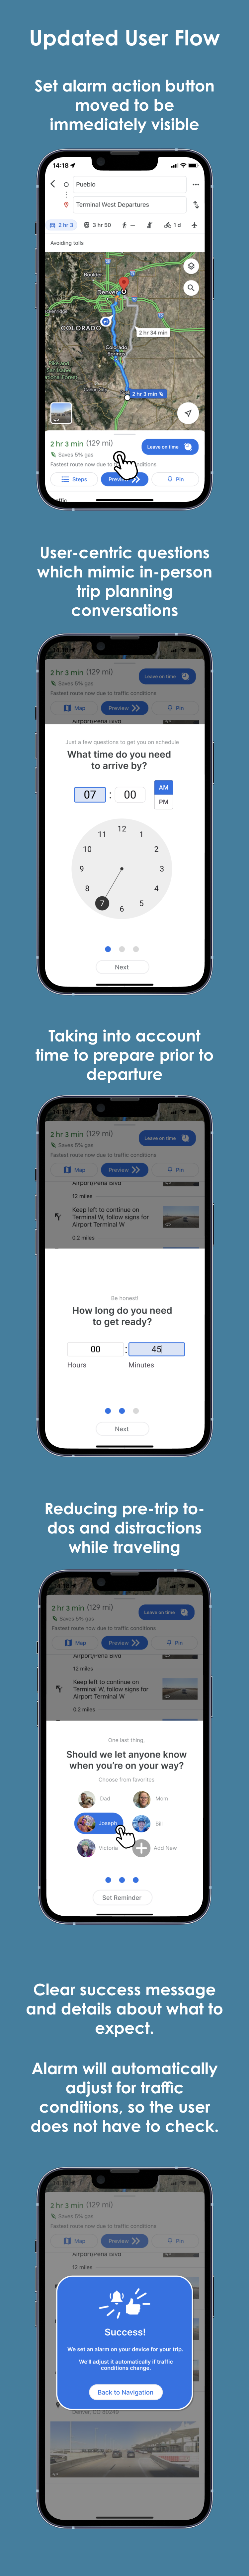 Updated User Flow
Set alarm action button
moved to be
immediately visible
14:18
Pueblo
Terminal West Departures
2 hr 3
3 hr 50
--
1 d
Avoiding tolls
Boulder
Denver
COLORADO
Colorado
Springs
2 hr 34 min
2 hr 3 min
2 hr 3 min (129 mi)
Saves 5% gas
Fastest route now due to conditions
Leave on time
Steps
Previ
Pin
User-centric questions
which mimic in-person
trip planning
conversations
2 hr 3 min (129 mi)
Saves 5% gas
Fastest route now due to traffic conditions
Leave on time
Map
Preview
Pin
Just a few questions to get you on schedule
What time do you need
to arrive by?
07 : 00
AM
PM
12
1
2
3
4
5
6
7
8
9
10
11
Next
Taking into account
time to prepare prior to
departure
2 hr 3 min (129 mi)
Saves 5% gas
Fastest route now due to traffic conditions
Leave on time
Map
Preview
Pin
Airport/Pena Blvd
12 miles
Keep left to continue on
Terminal W, follow signs for
Airport Terminal W
0.2 miles
Be honest!
How long do you need
to get ready?
00 : 45
Hours
Minutes
Next
Reducing pre-trip to-
dos and distractions
while traveling
2 hr 3 min (129 mi)
Saves 5% gas
Fastest route now due to traffic conditions
Leave on time
Map
Preview
Pin
Airport/Pena Blvd
12 miles
Keep left to continue on
Terminal W, follow signs for
Airport Terminal W
0.2 miles
One last thing,
Should we let anyone know
when you're on your way?
Choose from favorites
Dad
Mom
Joseph
Bill
Victoria
Add New
Set Reminder
Clear success message
and details about what to
expect.
Alarm will automatically
adjust for traffic
conditions, so the user
does not have to check.
2 hr 3 min (129 mi)
Saves 5% gas
Fastest route now due to traffic conditions
Leave on time
Map
Preview
Pin
Airport/Pena Blvd
12 miles
Success!
We set an alarm on your device for your trip.
We'll adjust it automatically if traffic
conditions change.
Back to Navigation
Denver, CO 80249